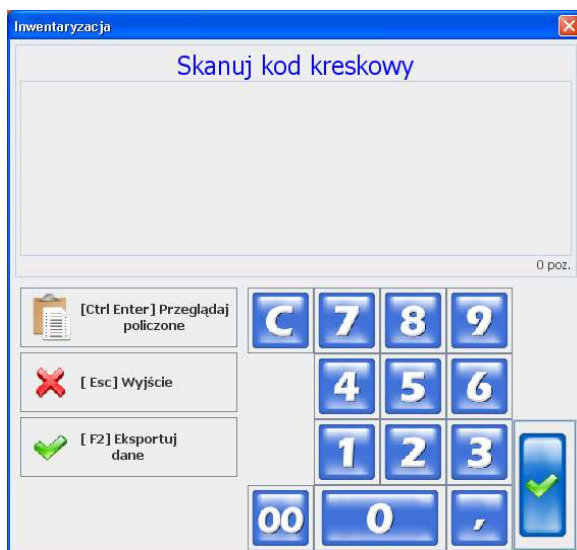 Inwentaryzacja
Skanuj kod kreskowy
0 poz.
[Ctrl Enter] Przeglądaj
policzone
[ Esc] Wyjście
[ F2] Eksportuj
dane
C 7 8 9
4 5 6
1 2 3
00 0 ,